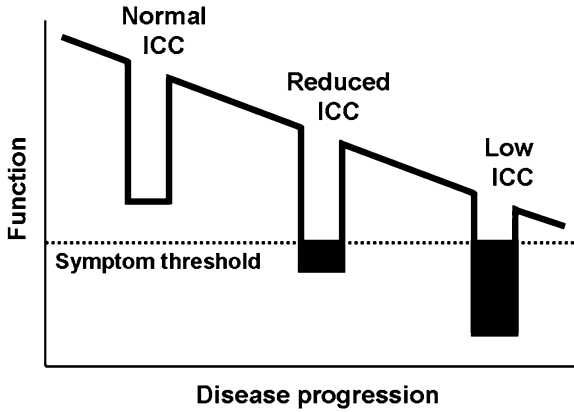 Normal
ICC
Reduced
ICC
Low
ICC
Function
Symptom threshold
Disease progression